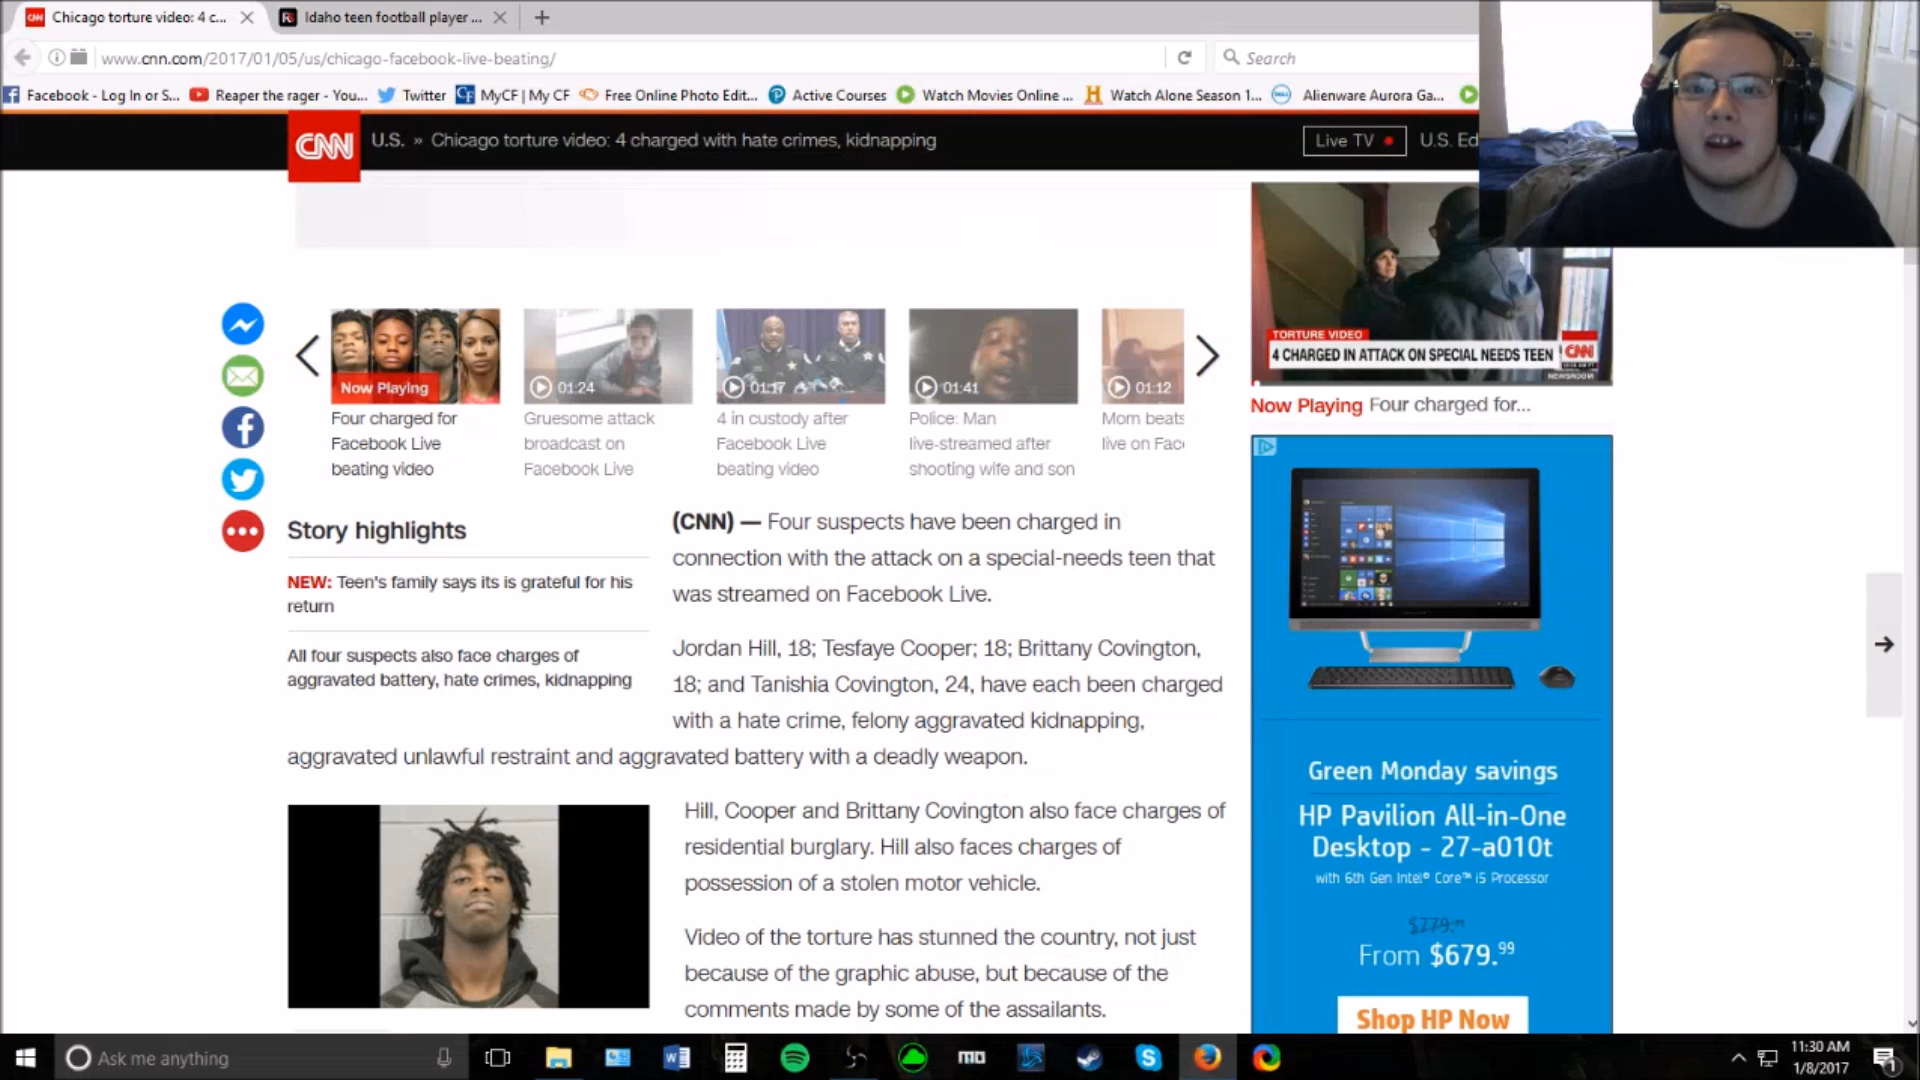 Chicago torture video: 4 c...
Idaho teen football player ...
www.cnn.com/2017/01/05/us/chicago-facebook-live-beating/
Search
Facebook - Log In or S...
Reaper the rager - You...
Twitter
CF MyCF | My CF
Free Online Photo Edit...
Active Courses
Watch Movies Online ...
H Watch Alone Season 1...
Alienware Aurora Ga...
CNN
U.S. » Chicago torture video: 4 charged with hate crimes, kidnapping
Live TV
U.S. Ed
TORTURE VIDEO
4 CHARGED IN ATTACK ON SPECIAL NEEDS TEEN
CNN
NEWSROOM
Now Playing Four charged for...
Now Playing
Four charged for
Facebook Live
beating video
01:24
Gruesome attack
broadcast on
Facebook Live
01:17
4 in custody after
Facebook Live
beating video
01:41
Police: Man
live-streamed after
shooting wife and son
01:12
Mom beats
live on Fac
Story highlights
NEW: Teen's family says its is grateful for his
return
All four suspects also face charges of
aggravated battery, hate crimes, kidnapping
(CNN) — Four suspects have been charged in
connection with the attack on a special-needs teen that
was streamed on Facebook Live.
Jordan Hill, 18; Tesfaye Cooper; 18; Brittany Covington,
18; and Tanishia Covington, 24, have each been charged
with a hate crime, felony aggravated kidnapping,
aggravated unlawful restraint and aggravated battery with a deadly weapon.
Hill, Cooper and Brittany Covington also face charges of
residential burglary. Hill also faces charges of
possession of a stolen motor vehicle.
Video of the torture has stunned the country, not just
because of the graphic abuse, but because of the
comments made by some of the assailants.
Green Monday savings
HP Pavilion All-in-One
Desktop - 27-a010t
with 6th Gen Intel® Core™ i5 Processor
$779.99
From $679.99
Shop HP Now
Ask me anything
mo
11:30 AM
1/8/2017
1